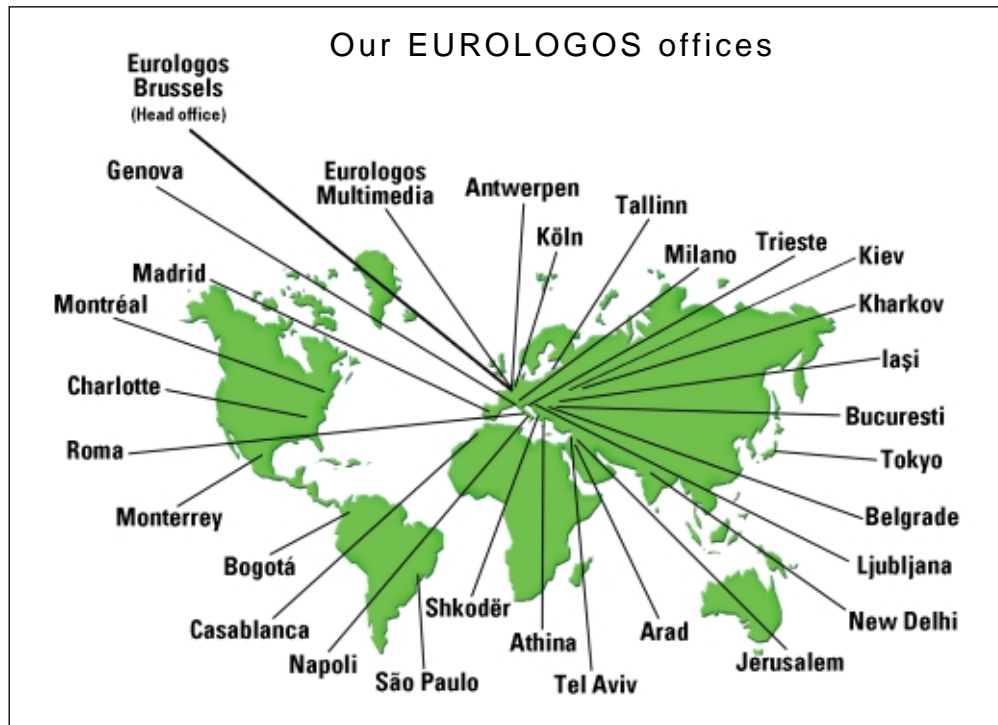 Our EUROLOGOS offices
Eurologos
Brussels
(Head office)
Genova
Eurologos
Multimedia
Antwerpen
Köln
Tallinn
Milano
Trieste
Kiev
Madrid
Montréal
Kharkov
Iaşi
Charlotte
Bucuresti
Roma
Tokyo
Monterrey
Belgrade
Bogotá
Ljubljana
Casablanca
Shkodër
New Delhi
Napoli
Athina
Arad
São Paulo
Tel Aviv
Jerusalem